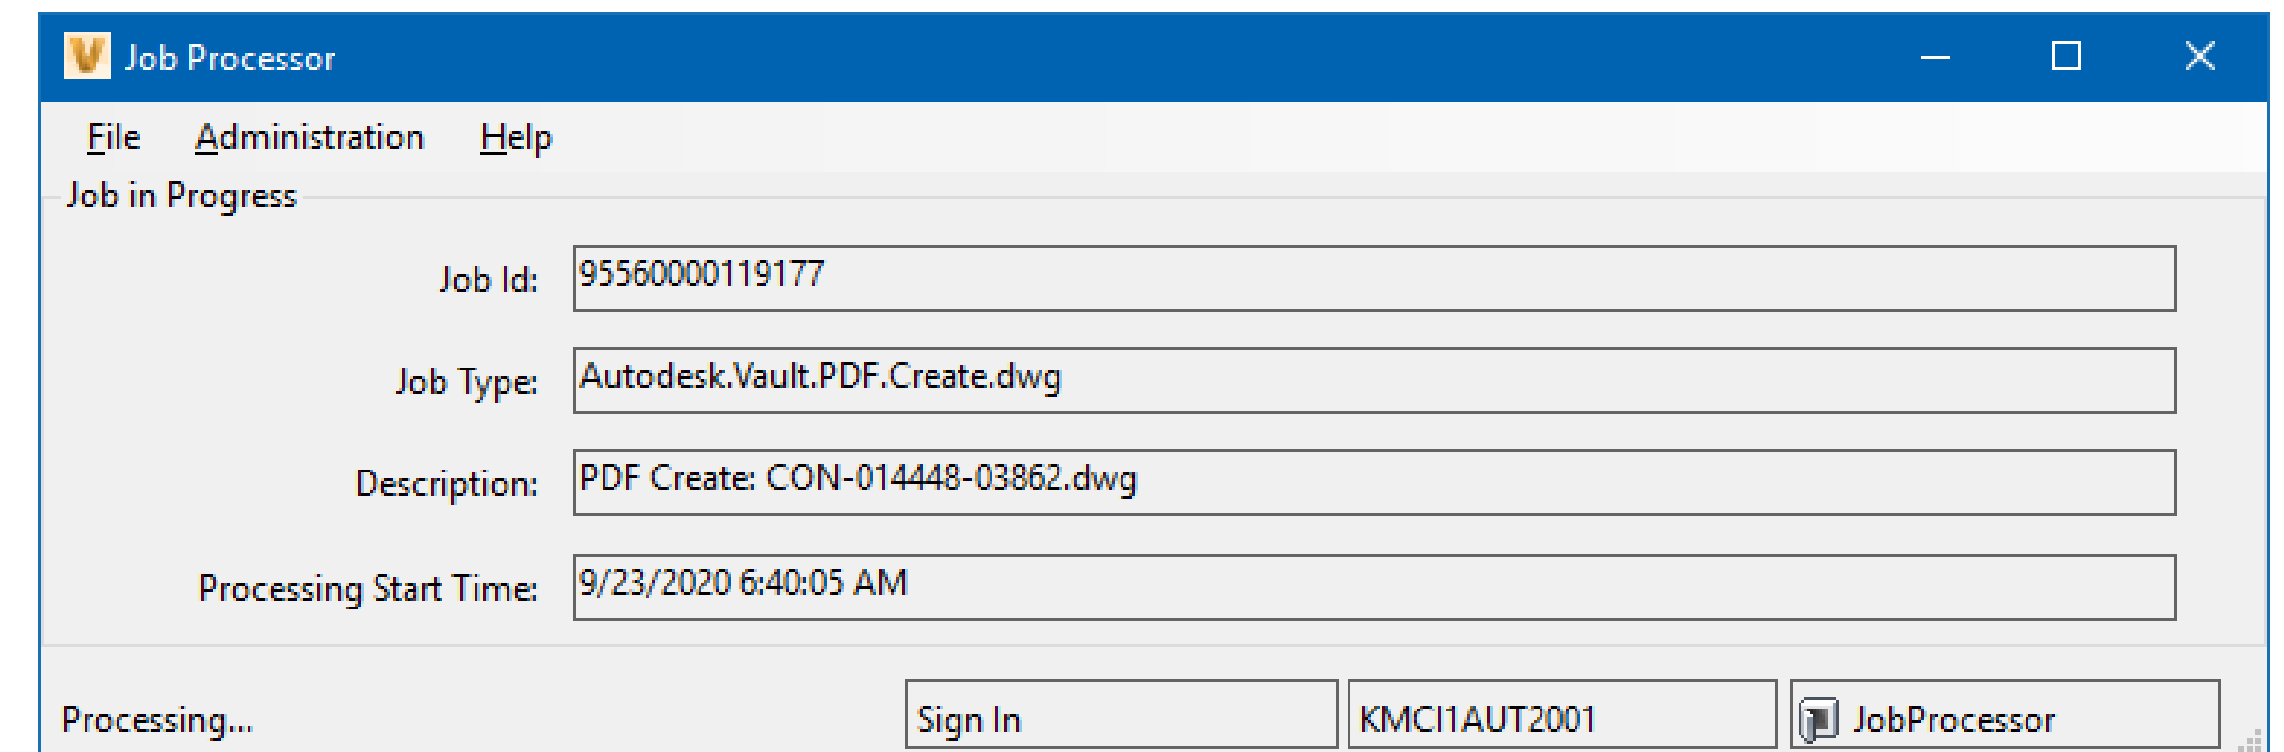 Job Processor
File Administration Help
Job in Progress
Job Id: 95560000119177
Job Type: Autodesk.Vault.PDF.Create.dwg
Description: PDF Create: CON-014448-03862.dwg
Processing Start Time: 9/23/2020 6:40:05 AM
Processing... Sign In KMCI1AUT2001 JobProcessor